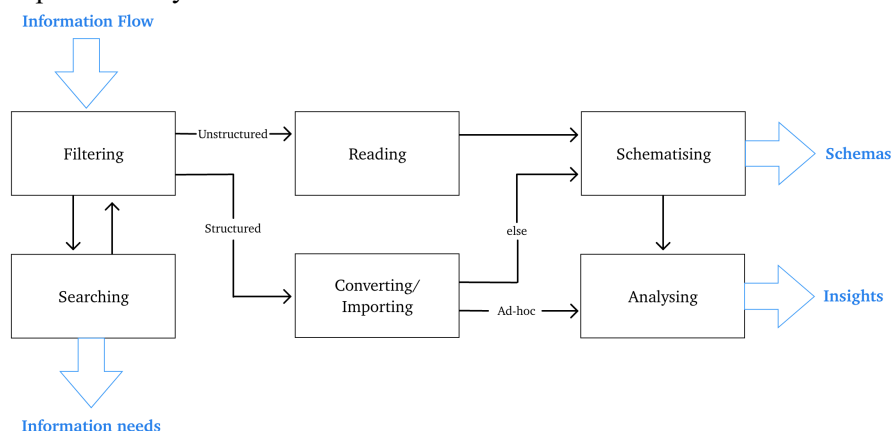 Information Flow
Filtering
Unstructured
Reading
Schematising
Schemas
Structured
else
Searching
Converting/
Importing
Ad-hoc
Analysing
Insights
Information needs